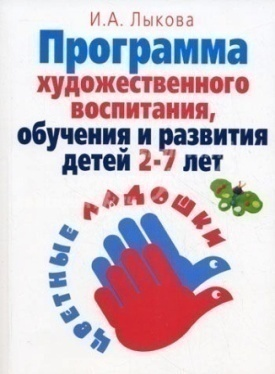 И.А. Лыкова
Программа
художественного
воспитания,
обучения и развития
детей 2-7 лет
ЦВЕТНЫЕ ЛАДОШКИ